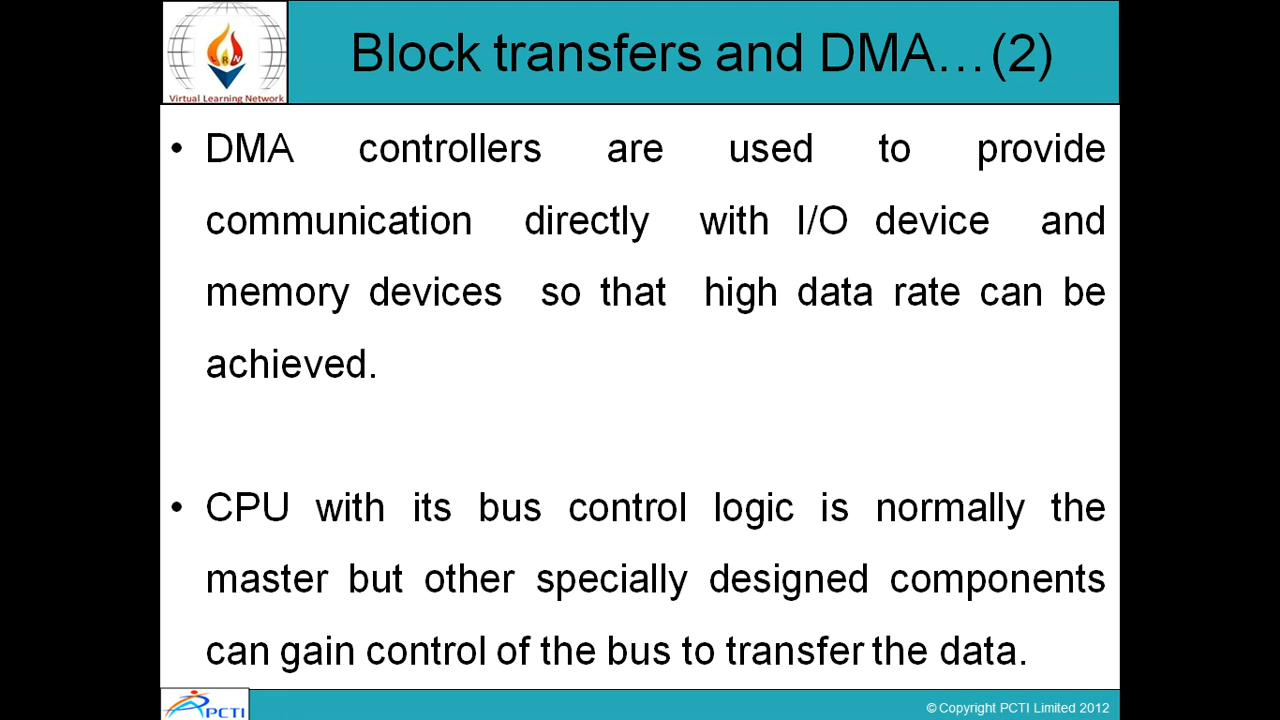 Block transfers and DMA…(2)
LRN
Virtual Learning Network
• DMA controllers are used to provide
communication directly with I/O device and
memory devices so that high data rate can be
achieved.
• CPU with its bus control logic is normally the
master but other specially designed components
can gain control of the bus to transfer the data.
PCTI
© Copyright PCTI Limited 2012